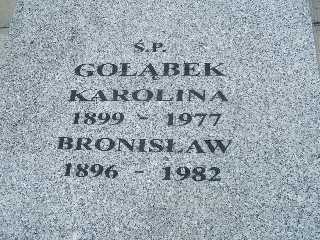 Ś.P.
GOŁĄBEK
KAROLINA
1899 - 1977
BRONISŁAW
1896 - 1982